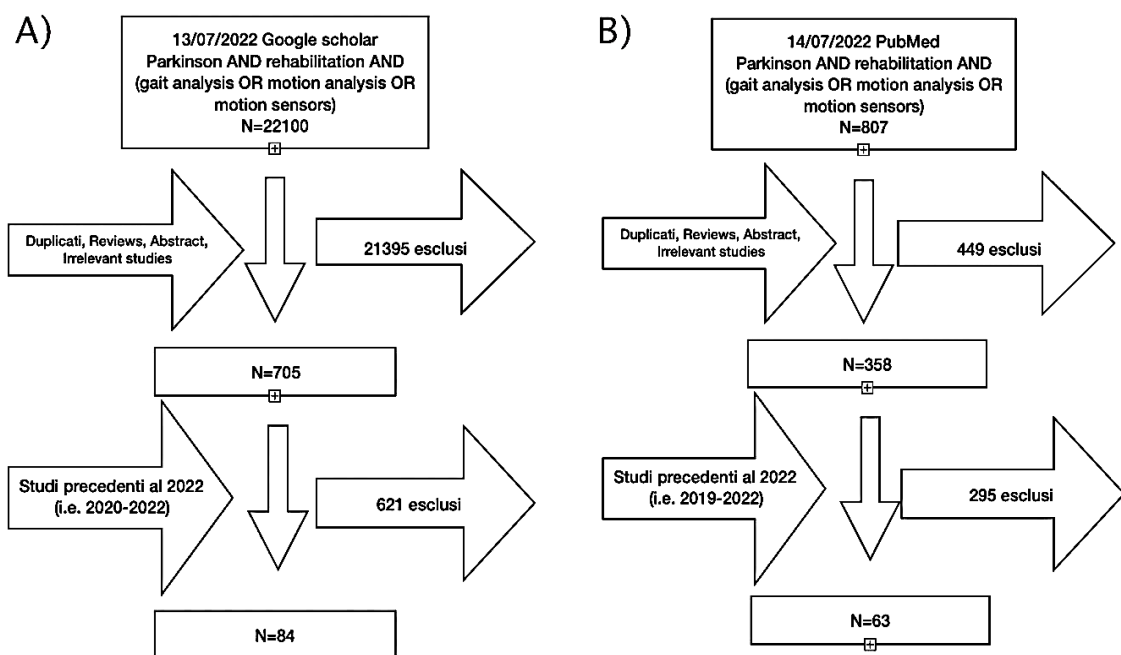 A)
13/07/2022 Google scholar
Parkinson AND rehabilitation AND
(gait analysis OR motion analysis OR
motion sensors)
N=22100
Duplicati, Reviews, Abstract,
Irrelevant studies
21395 esclusi
N=705
Studi precedenti al 2022
(i.e. 2020-2022)
621 esclusi
N=84
B)
14/07/2022 PubMed
Parkinson AND rehabilitation AND
(gait analysis OR motion analysis OR
motion sensors)
N=807
Duplicati, Reviews, Abstract,
Irrelevant studies
449 esclusi
N=358
Studi precedenti al 2022
(i.e. 2019-2022)
295 esclusi
N=63